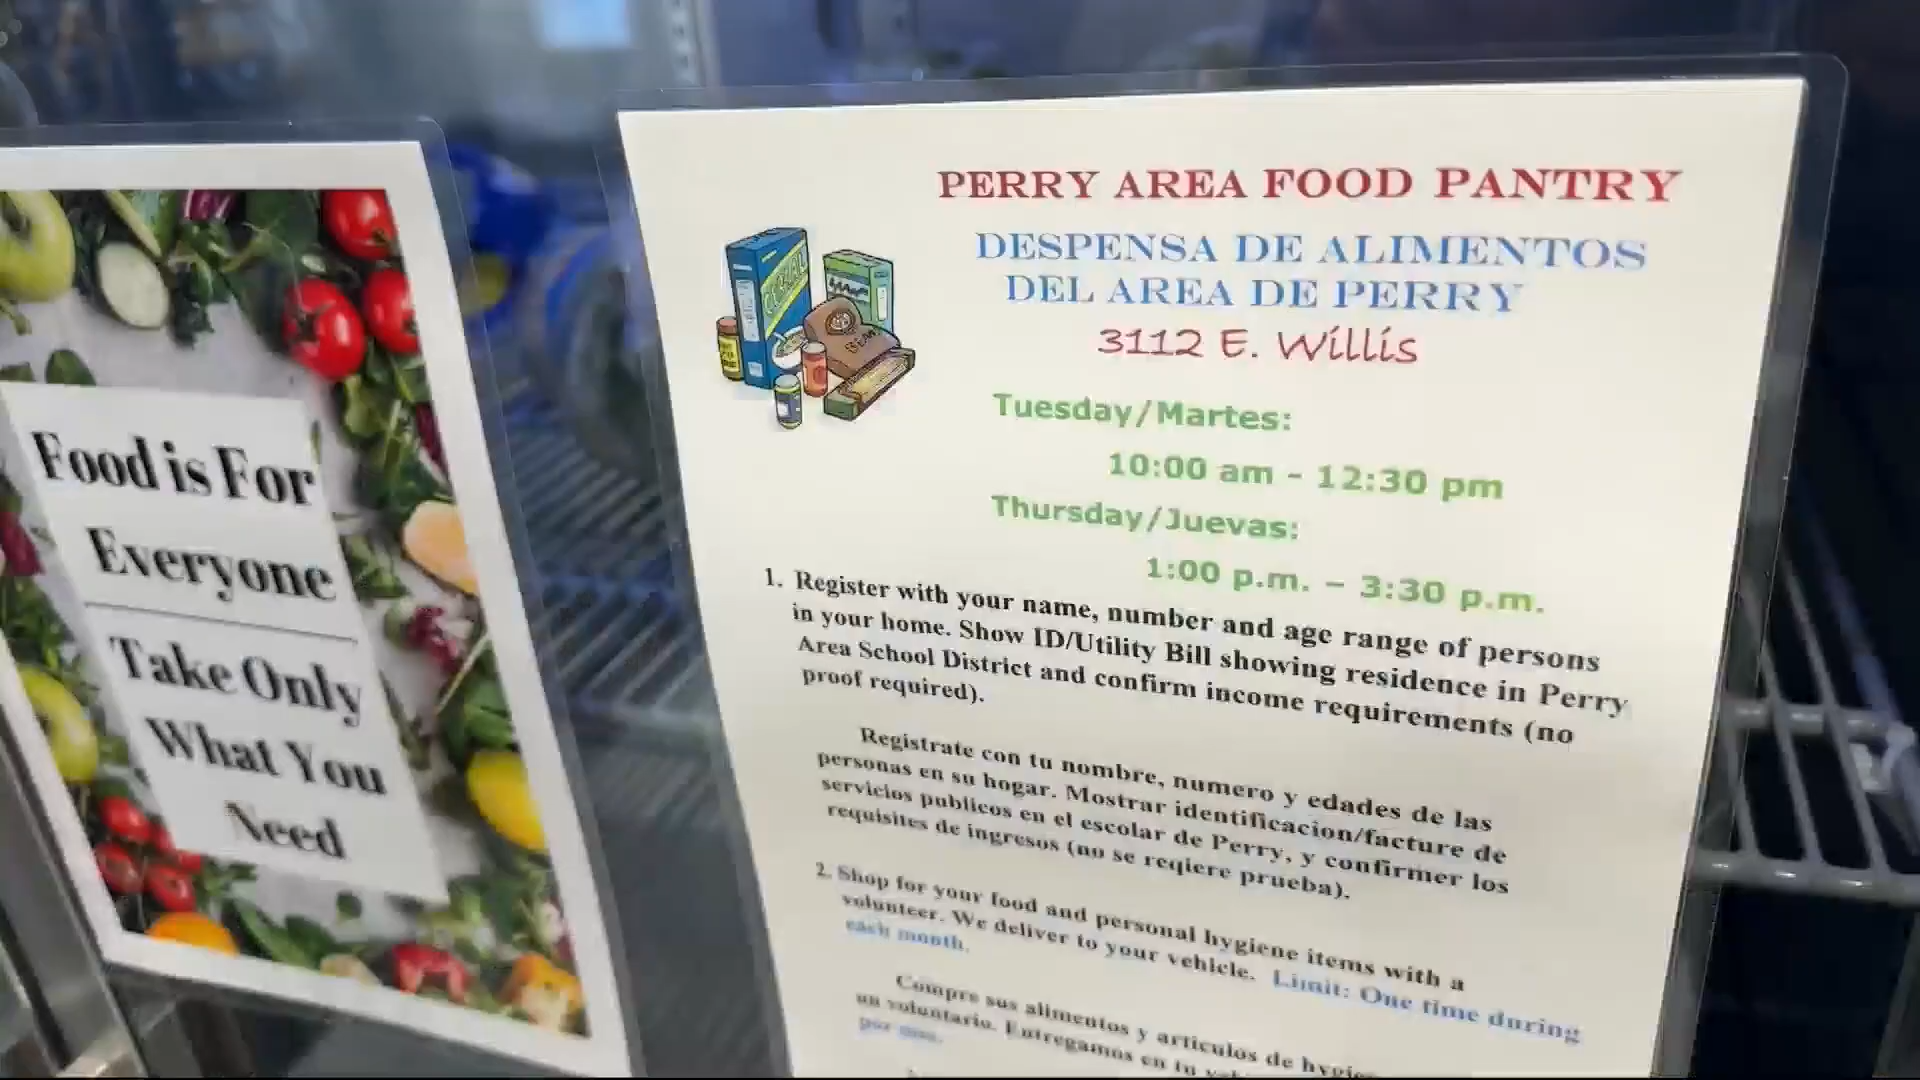 Food is For
Everyone
Take Only
What You
Need
PERRY AREA FOOD PANTRY
DESPENSA DE ALIMENTOS
DEL AREA DE PERRY
3112 E. Willis
CEREAL
Tuesday/Martes:
10:00 am - 12:30 pm
Thursday/Juevas:
1:00 p.m. – 3:30 p.m.
1. Register with your name, number and age range of persons
in your home. Show ID/Utility Bill showing residence in Perry
Area School District and confirm income requirements (no
proof required).
Registrate con tu nombre, numero y edades de las
personas en su hogar. Mostrar identificacion/facture de
servicios publicos en el escolar de Perry, y confirmer los
requisites de ingresos (no se reqiere prueba).
2. Shop for your food and personal hygiene items with a
volunteer. We deliver to your vehicle. Limit: One time during
each month.
Compre sus alimentos y articulos de
un voluntario. Entregamos en tu
por mes.